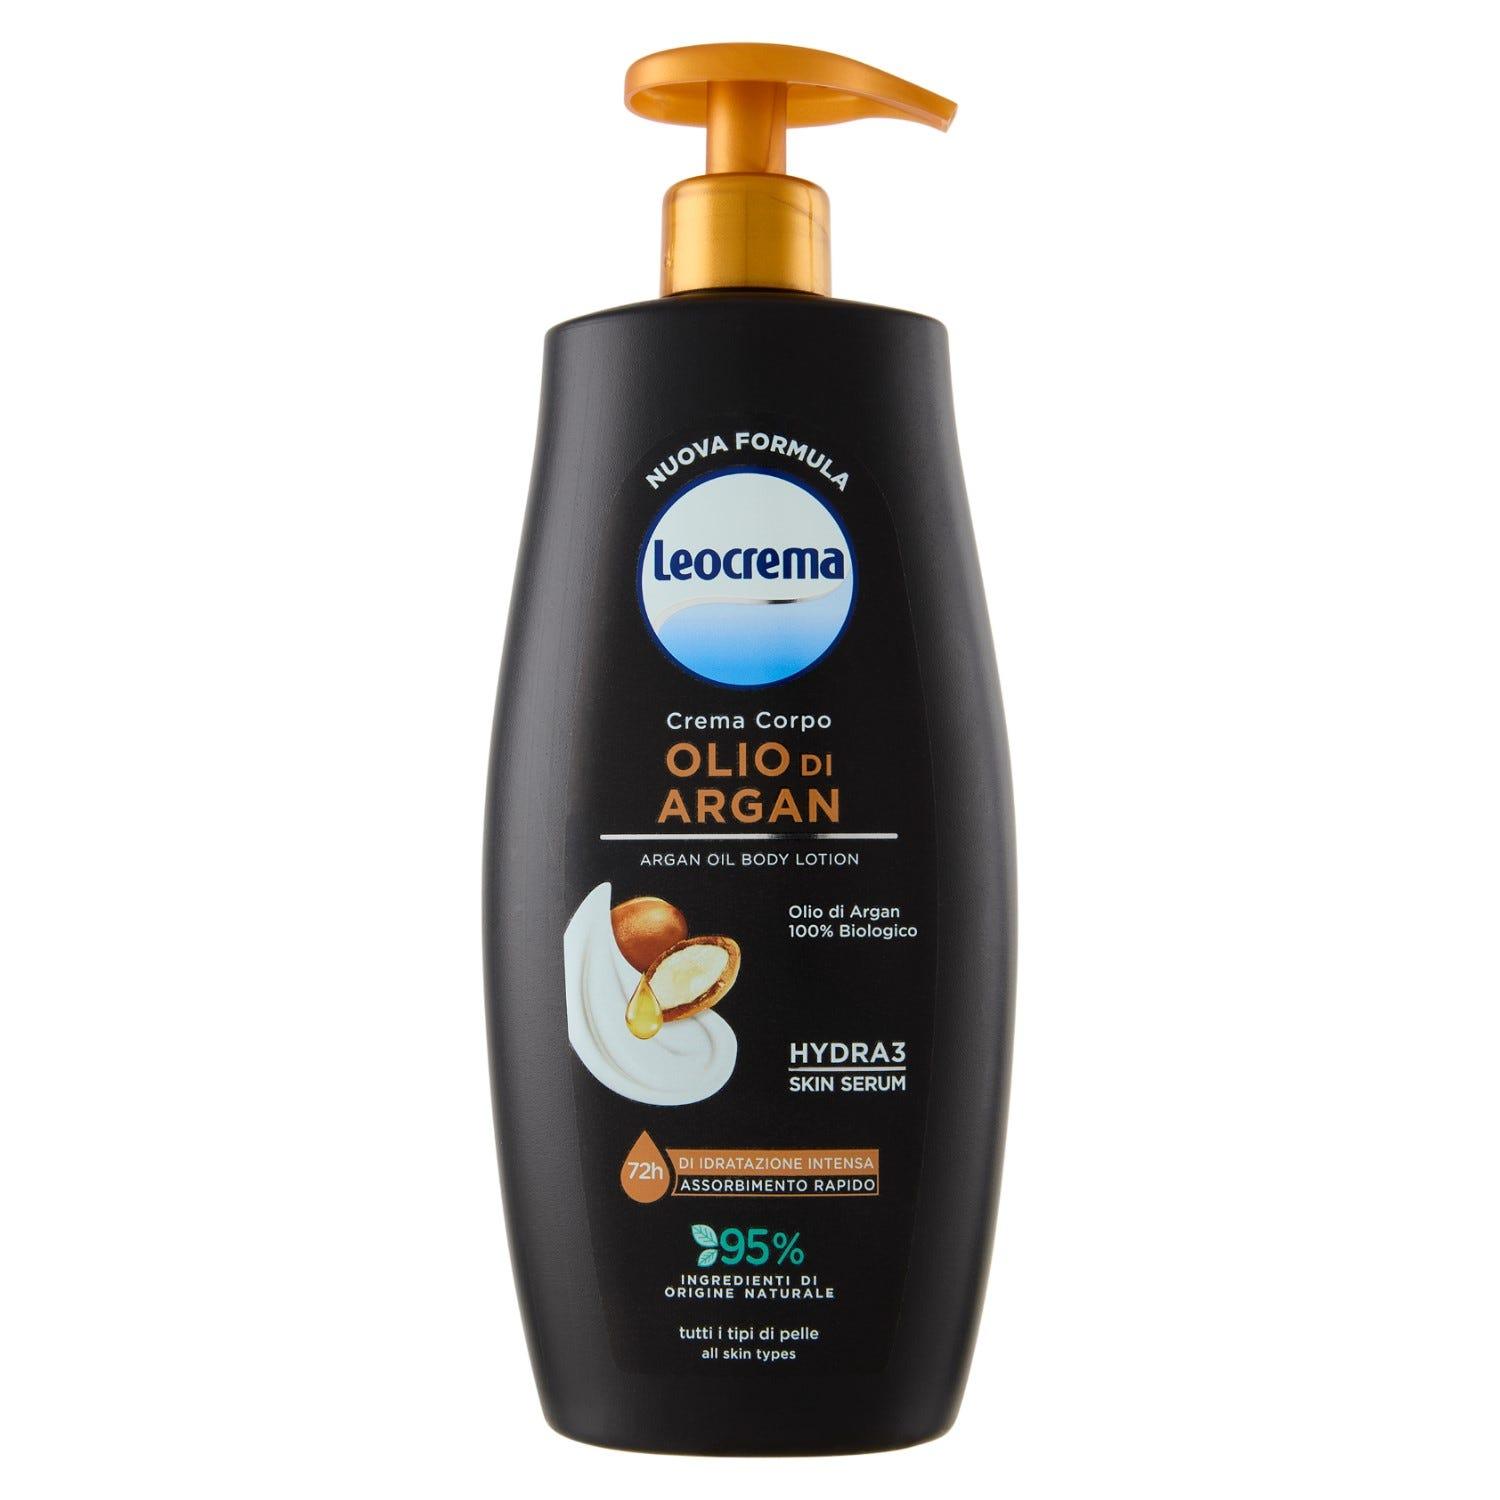 NUOVA FORMULA
Leocrema
Crema Corpo
OLIO DI
ARGAN
ARGAN OIL BODY LOTION
Olio di Argan
100% Biologico
HYDRA3
SKIN SERUM
72h
DI IDRATAZIONE INTENSA
ASSORBIMENTO RAPIDO
95%
INGREDIENTI DI
ORIGINE NATURALE
tutti i tipi di pelle
all skin types